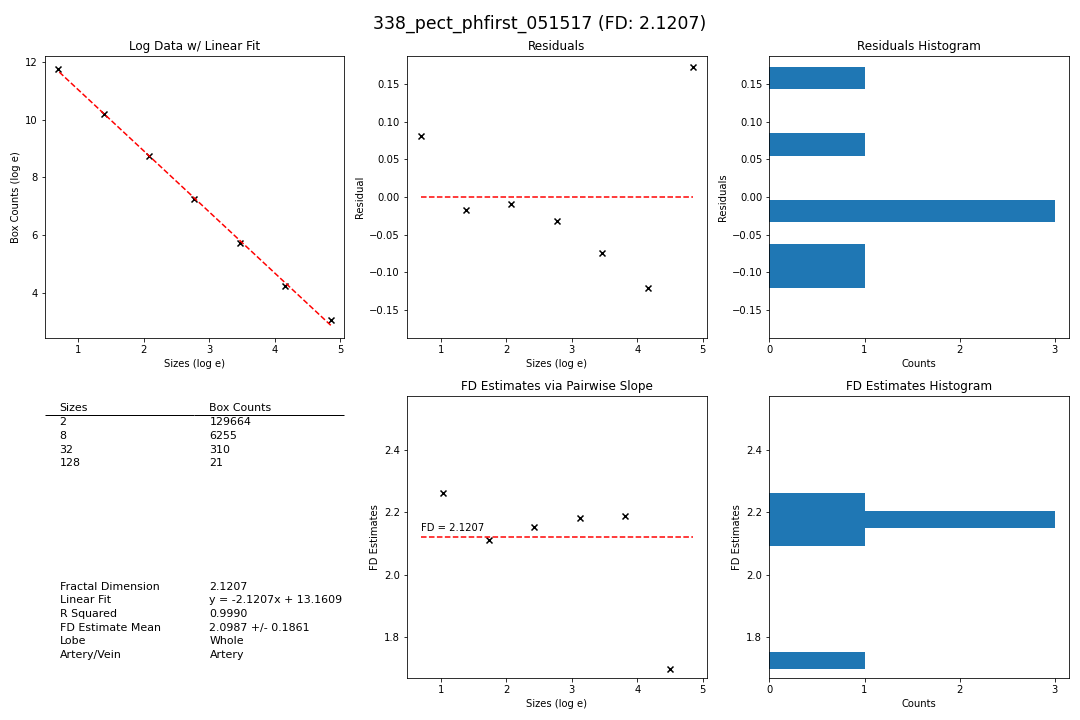 338_pect_phfirst_051517 (FD: 2.1207)
Log Data w/ Linear Fit
Box Counts (log e)
12
10
8
6
4
1 2 3 4 5
Sizes (log e)
Residuals
Residual
0.15
0.10
0.05
0.00
−0.05
−0.10
−0.15
1 2 3 4 5
Sizes (log e)
Residuals Histogram
Residuals
0.15
0.10
0.05
0.00
−0.05
−0.10
−0.15
0 1 2 3
Counts
Sizes Box Counts
2 129664
8 6255
32 310
128 21
Fractal Dimension 2.1207
Linear Fit y = -2.1207x + 13.1609
R Squared 0.9990
FD Estimate Mean 2.0987 +/- 0.1861
Lobe Whole
Artery/Vein Artery
FD Estimates via Pairwise Slope
FD Estimates
2.4
2.2
2.0
1.8
FD = 2.1207
1 2 3 4 5
Sizes (log e)
FD Estimates Histogram
FD Estimates
2.4
2.2
2.0
1.8
0 1 2 3
Counts